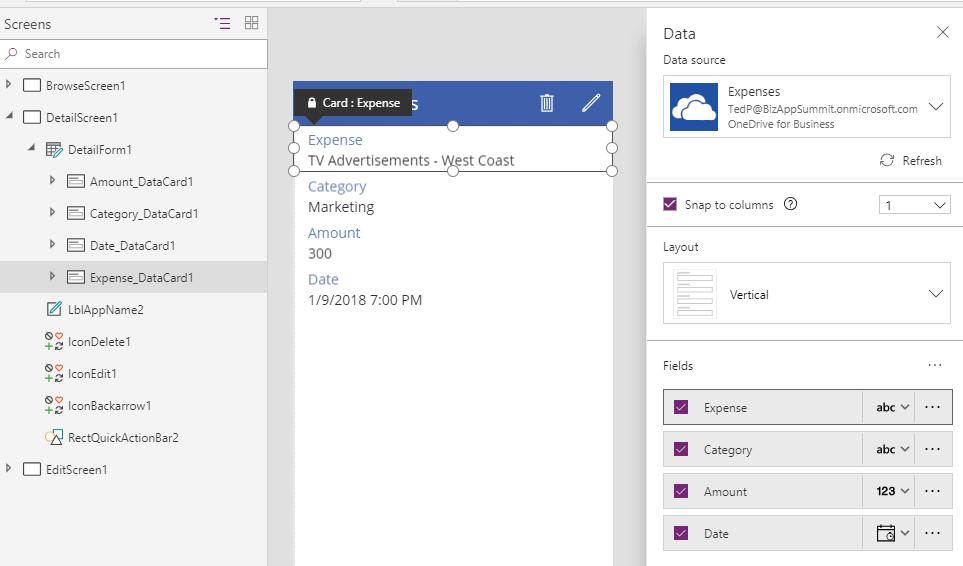 Screens
Search
BrowseScreen1
DetailScreen1
DetailForm1
Amount_DataCard1
Category_DataCard1
Date_DataCard1
Expense_DataCard1
LblAppName2
IconDelete1
IconEdit1
IconBackarrow1
RectQuickActionBar2
EditScreen1
Card : Expense
s
Expense
TV Advertisements - West Coast
Category
Marketing
Amount
300
Date
1/9/2018 7:00 PM
Data
Data source
Expenses
TedP@BizAppSummit.onmicrosoft.com
OneDrive for Business
Refresh
Snap to columns
1
Layout
Vertical
Fields
Expense abc
Category abc
Amount 123
Date